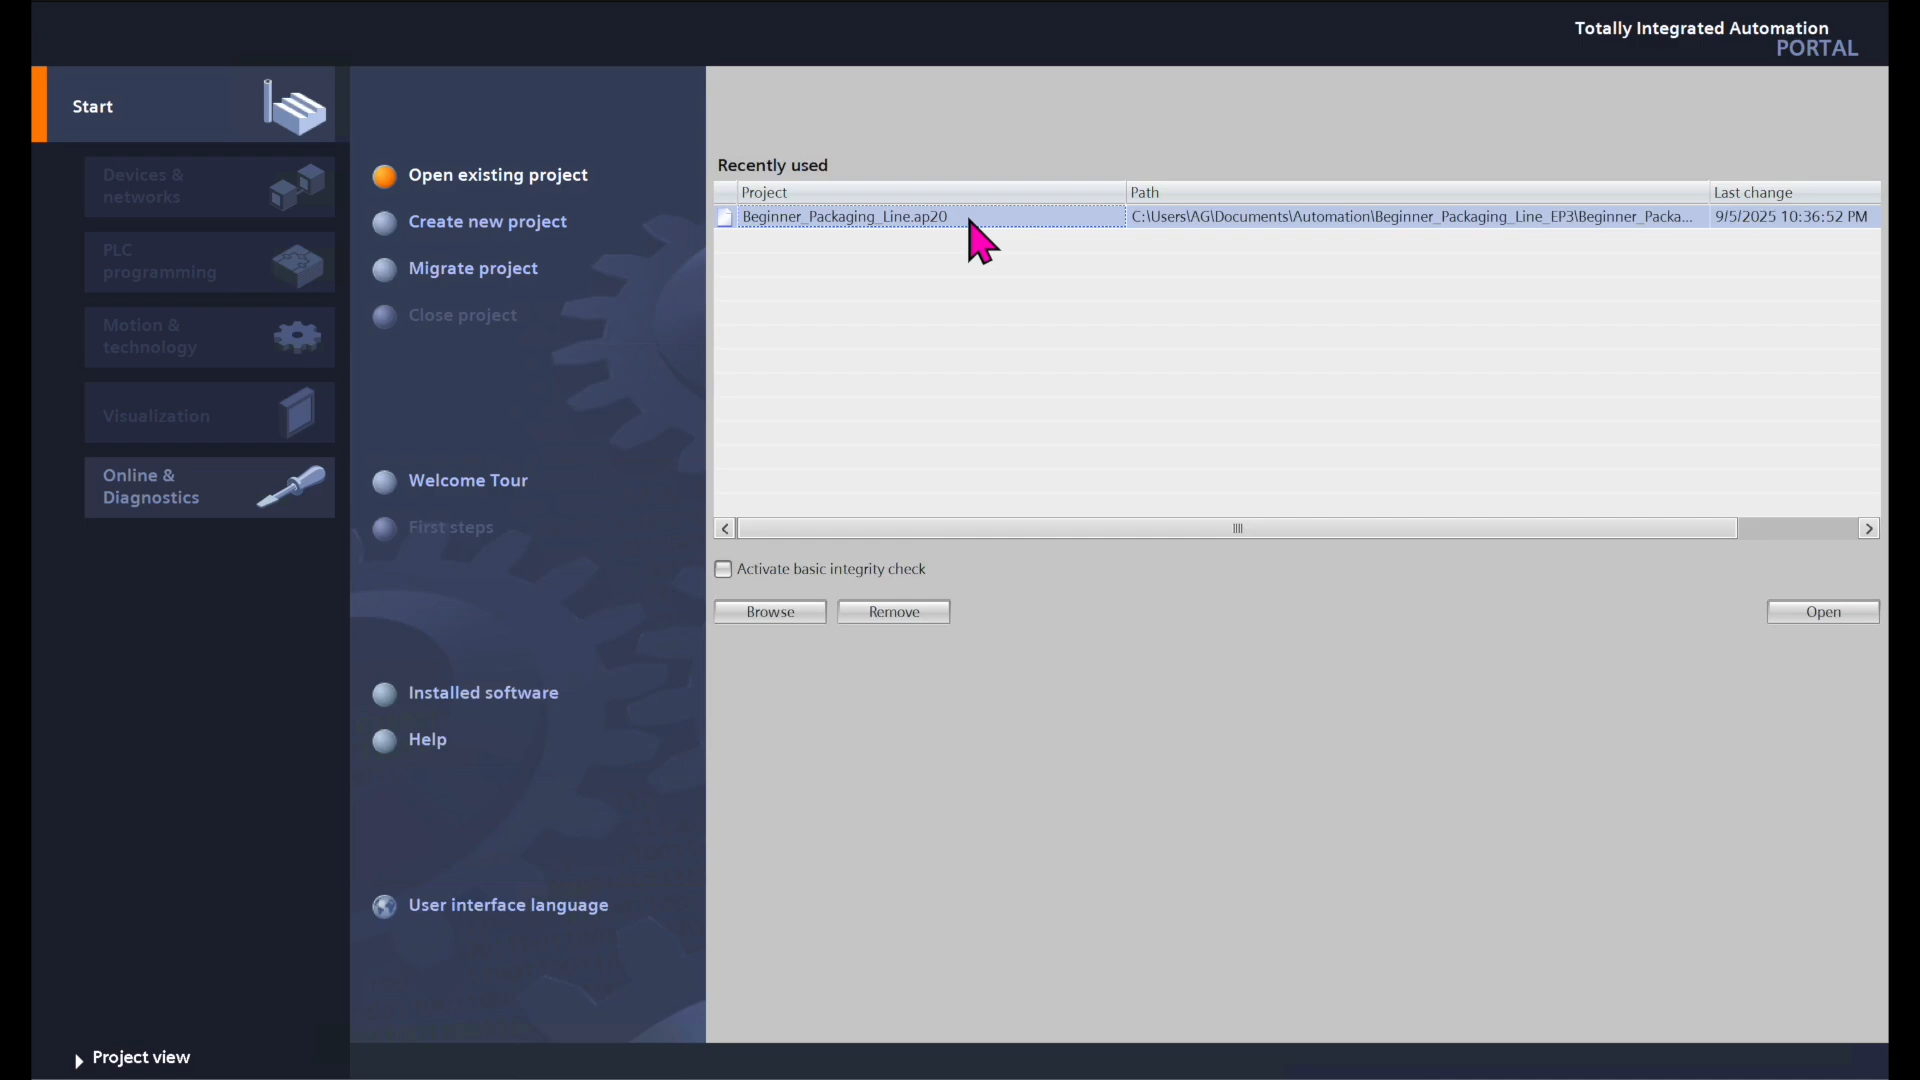 Totally Integrated Automation
PORTAL
Start
Devices &
networks
PLC
programming
Motion &
technology
Visualization
Online &
Diagnostics
Open existing project
Create new project
Migrate project
Close project
Welcome Tour
First steps
Installed software
Help
User interface language
Recently used
Project Path Last change
Beginner_Packaging_Line.ap20 C:\Users\AG\Documents\Automation\Beginner_Packaging_Line_EP3\Beginner_Packa... 9/5/2025 10:36:52 PM
Activate basic integrity check
Browse Remove Open
Project view